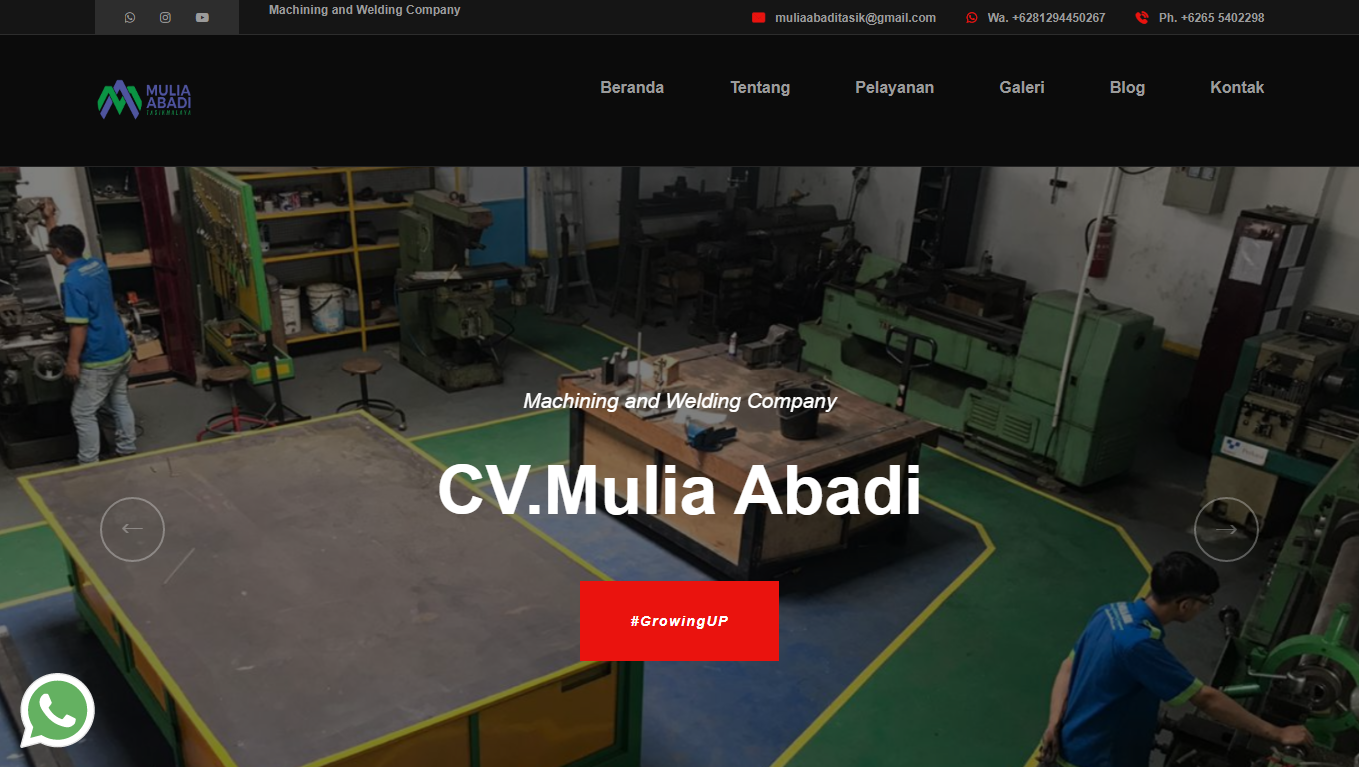 Machining and Welding Company
muliaabaditasik@gmail.com
Wa. +6281294450267
Ph. +6265 5402298
MULIA
ABADI
TASIKMALAYA
Beranda
Tentang
Pelayanan
Galeri
Blog
Kontak
Machining and Welding Company
CV.Mulia Abadi
#GrowingUP